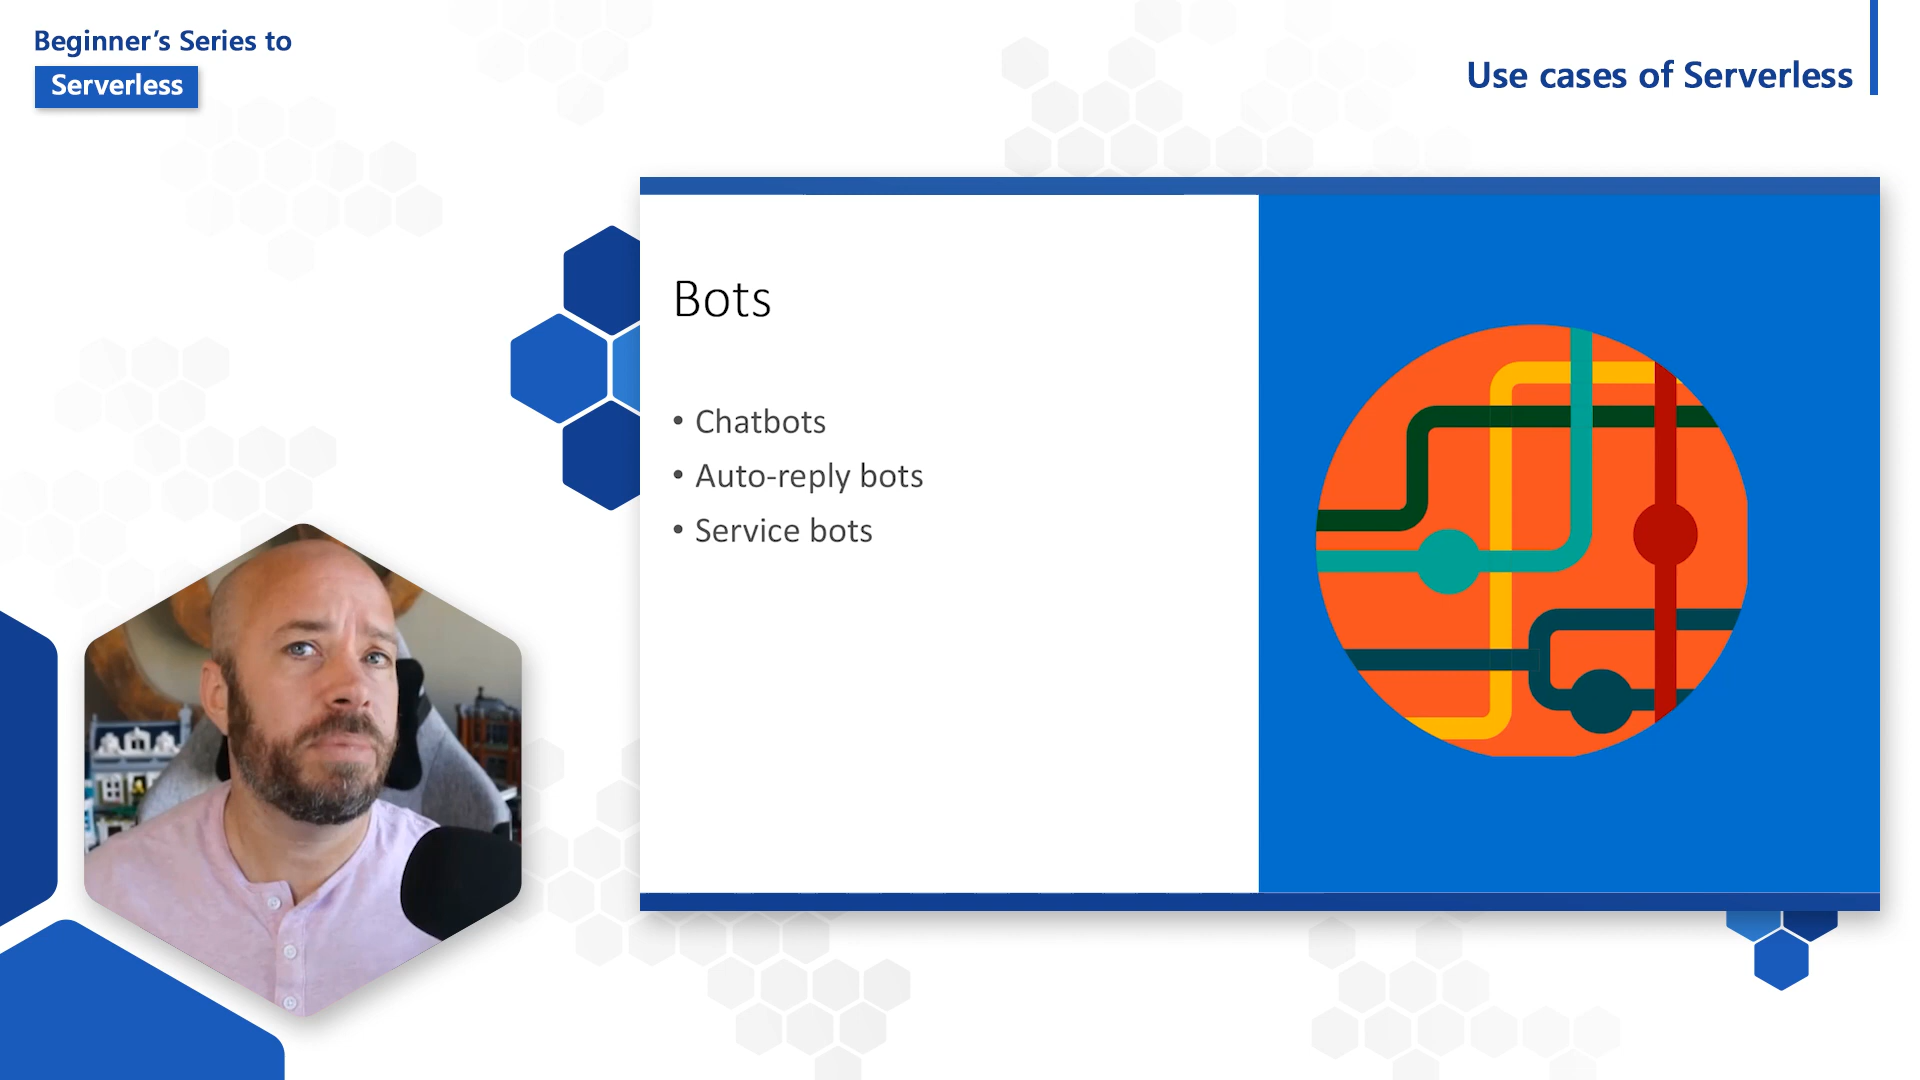 Beginner’s Series to
Serverless
Use cases of Serverless
Bots
• Chatbots
• Auto-reply bots
• Service bots